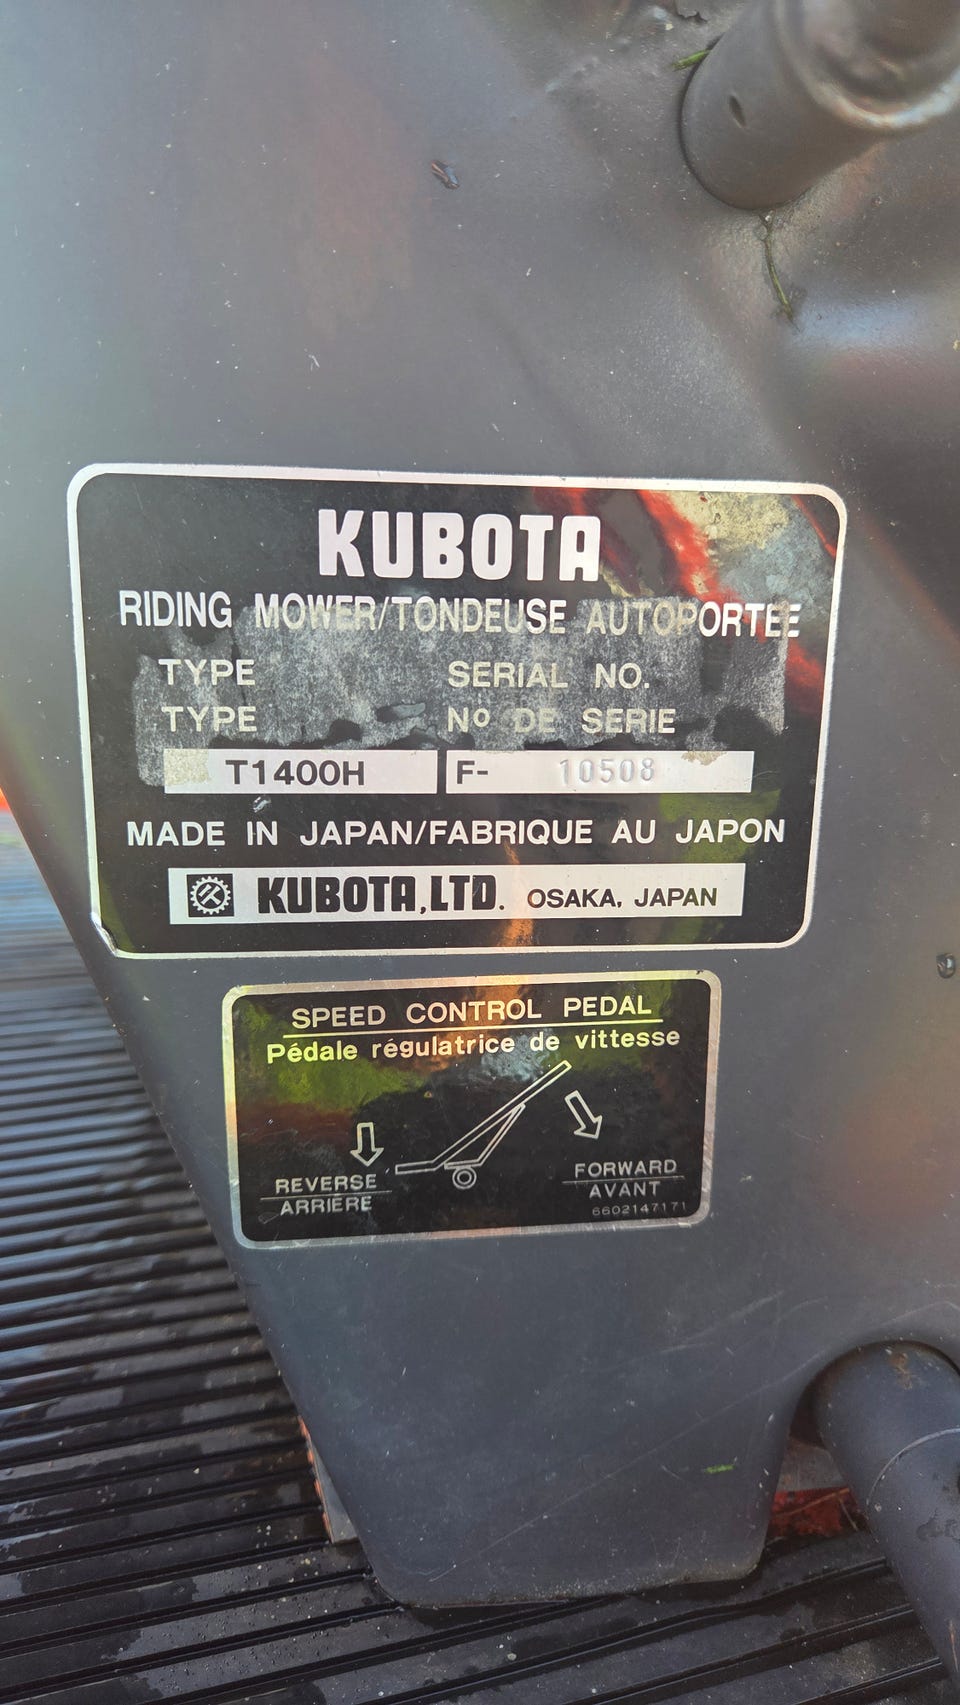 KUBOTA
RIDING MOWER/TONDEUSE AUTOPORTEE
TYPE SERIAL NO.
TYPE Nº DE SERIE
T1400H F- 10508
MADE IN JAPAN/FABRIQUE AU JAPON
KUBOTA,LTD. OSAKA, JAPAN
SPEED CONTROL PEDAL
Pédale régulatrice de vittesse
REVERSE
ARRIÈRE
FORWARD
AVANT
6602147171